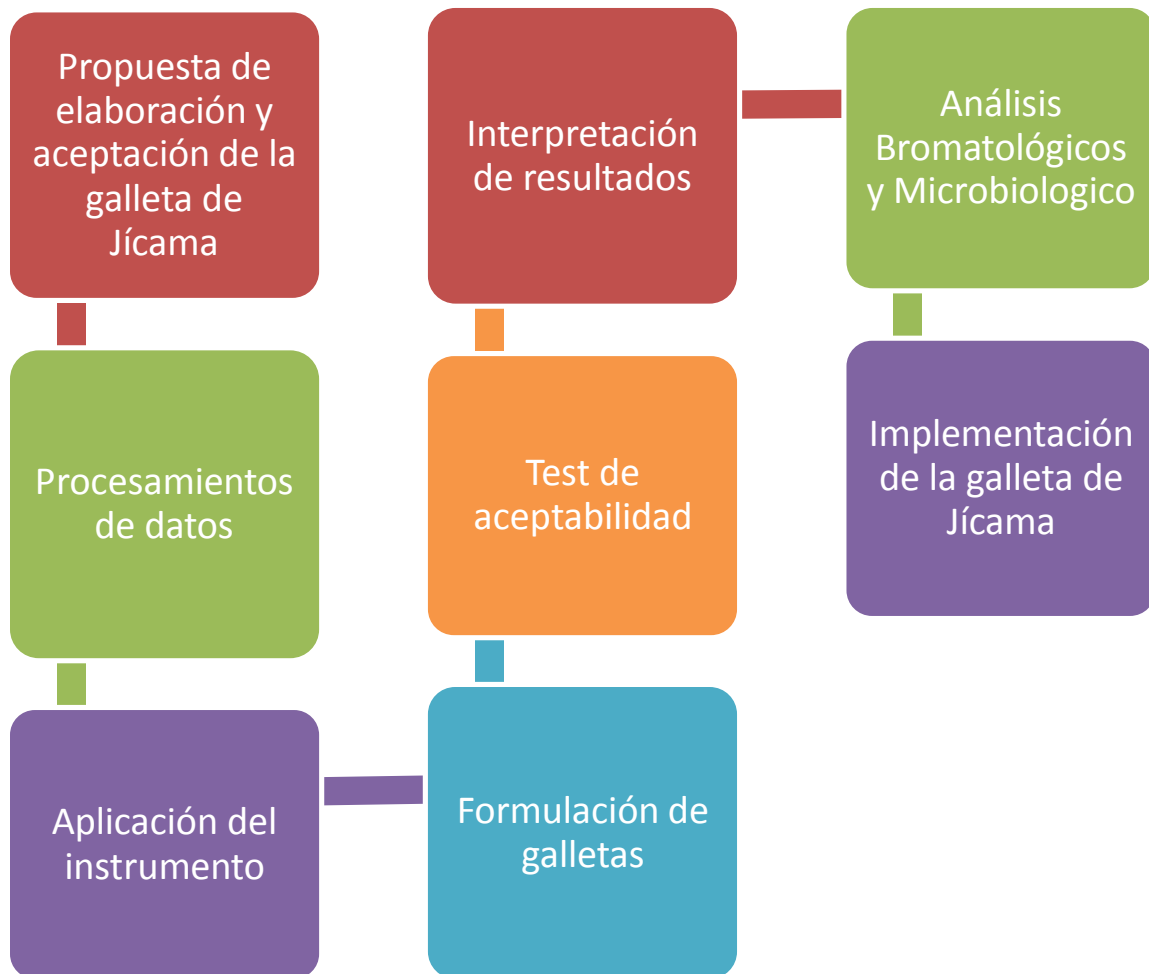 Propuesta de
elaboración y
aceptación de la
galleta de
Jícama
Procesamientos
de datos
Aplicación del
instrumento
Formulación de
galletas
Test de
aceptabilidad
Interpretación
de resultados
Análisis
Bromatológicos
y Microbiologico
Implementación
de la galleta de
Jícama